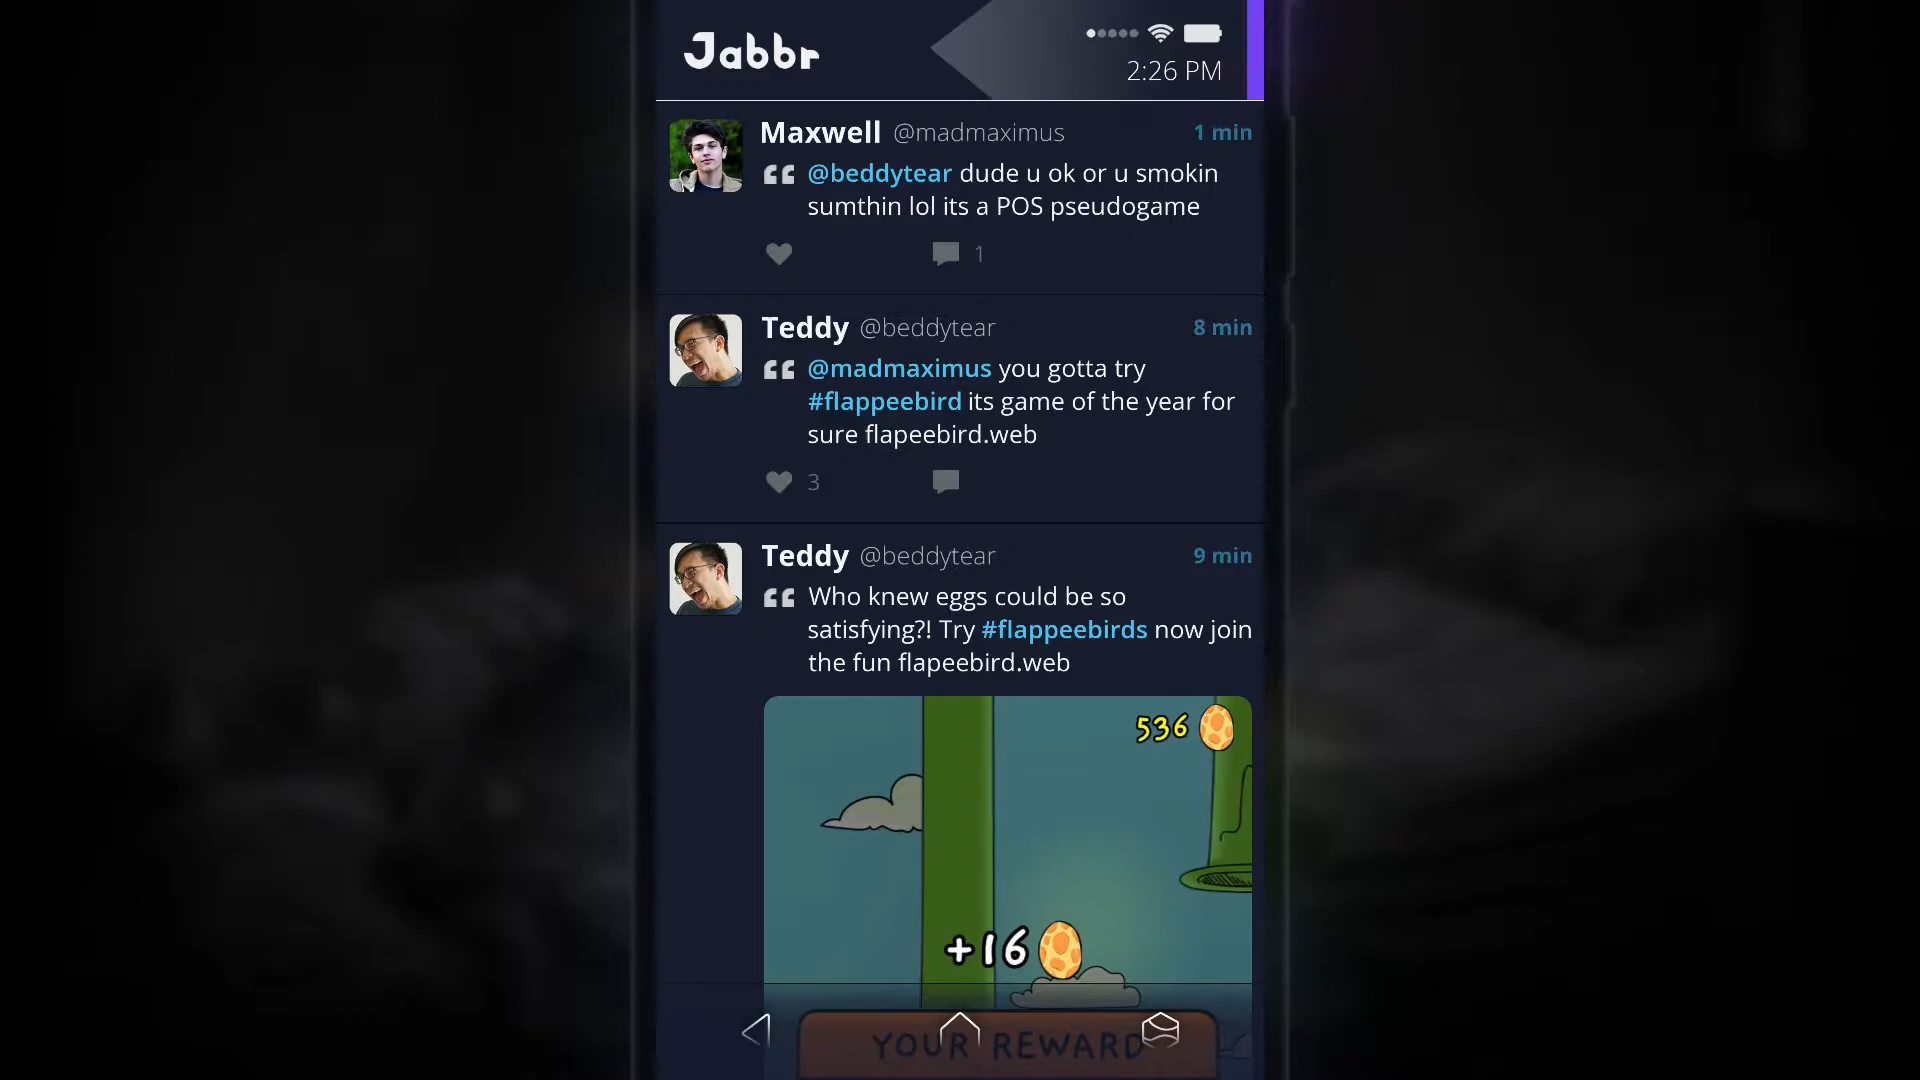 Jabbr
2:26 PM
Maxwell @madmaximus 1 min
@beddytear dude u ok or u smokin
sumthin lol its a POS pseudogame
1
Teddy @beddytear 8 min
@madmaximus you gotta try
#flappeebird its game of the year for
sure flapeebird.web
3
Teddy @beddytear 9 min
Who knew eggs could be so
satisfying?! Try #flappeebirds now join
the fun flapeebird.web
536
+16
YOUR REWARD